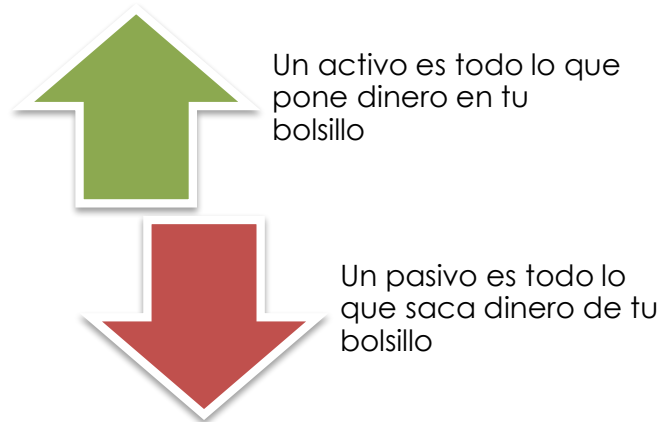 Un activo es todo lo que
pone dinero en tu
bolsillo
Un pasivo es todo lo
que saca dinero de tu
bolsillo